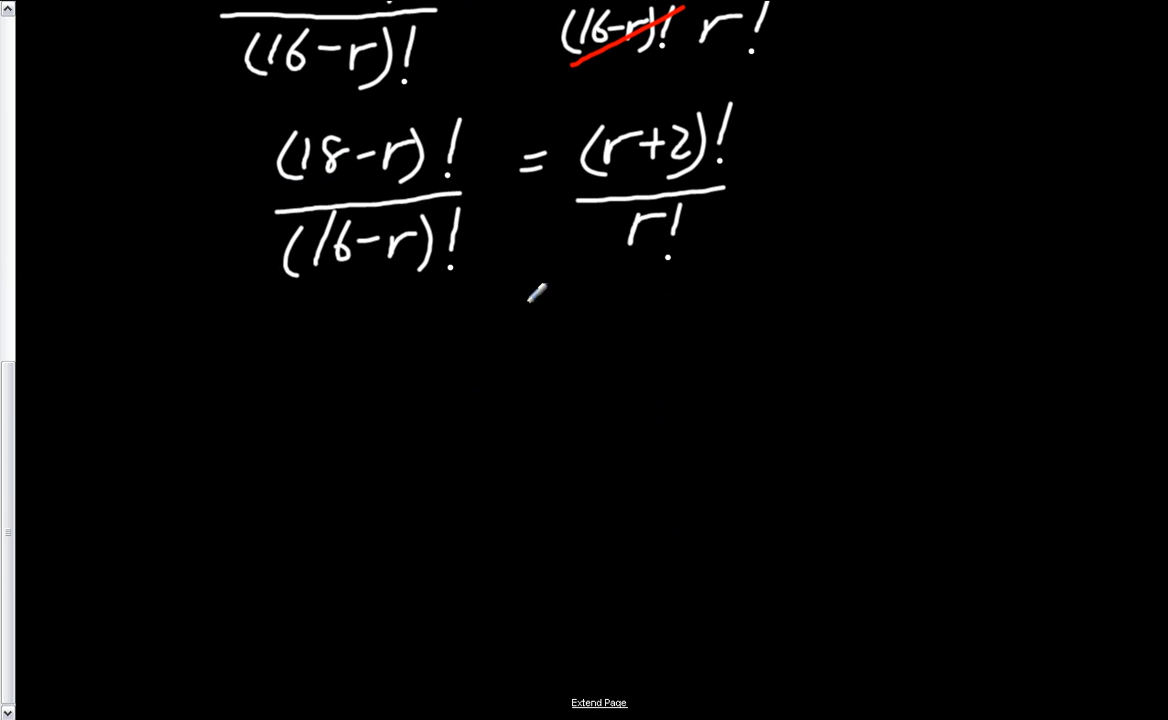 (16-r)! (16-r)! r!
(18-r)! = (r+2)!
(16-r)! r!
Extend Page